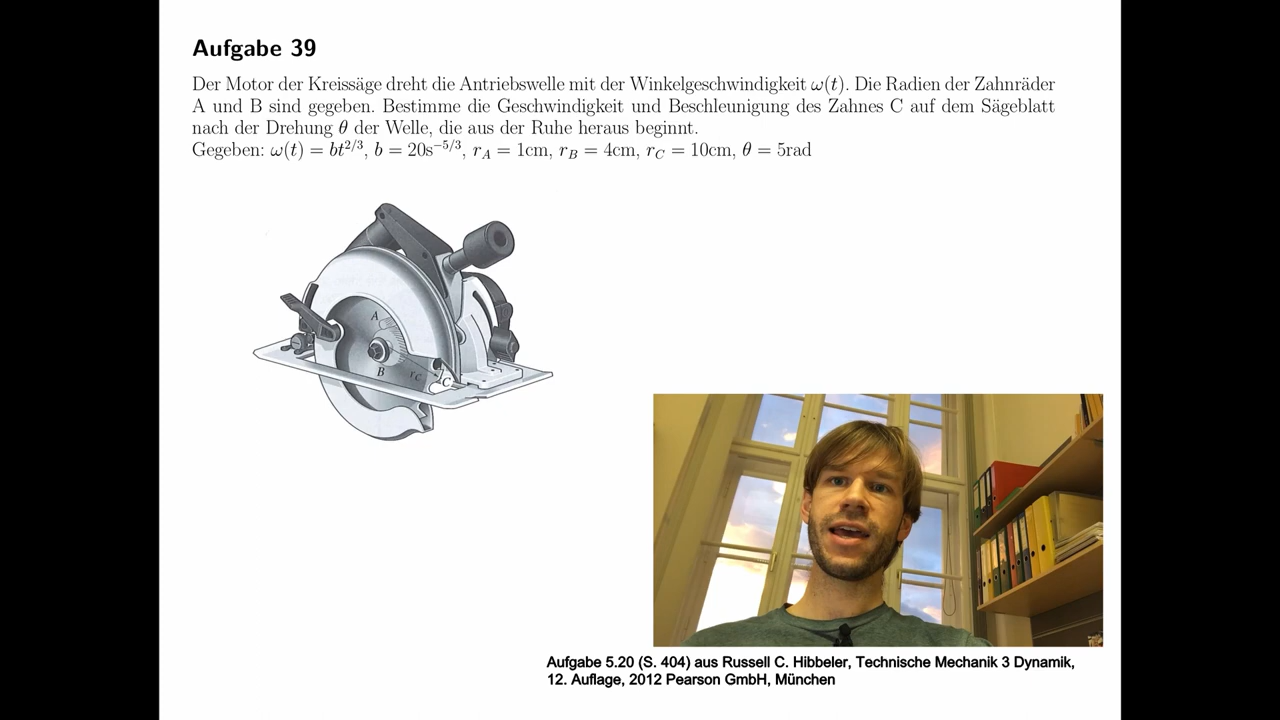 Aufgabe 39
Der Motor der Kreissäge dreht die Antriebswelle mit der Winkelgeschwindigkeit ω(t). Die Radien der Zahnräder
A und B sind gegeben. Bestimme die Geschwindigkeit und Beschleunigung des Zahnes C auf dem Sägeblatt
nach der Drehung θ der Welle, die aus der Ruhe heraus beginnt.
Gegeben: ω(t) = bt^{2/3}, b = 20s^{−5/3}, r_A = 1cm, r_B = 4cm, r_C = 10cm, θ = 5rad
A
B
r_C
C
Aufgabe 5.20 (S. 404) aus Russell C. Hibbeler, Technische Mechanik 3 Dynamik,
12. Auflage, 2012 Pearson GmbH, München